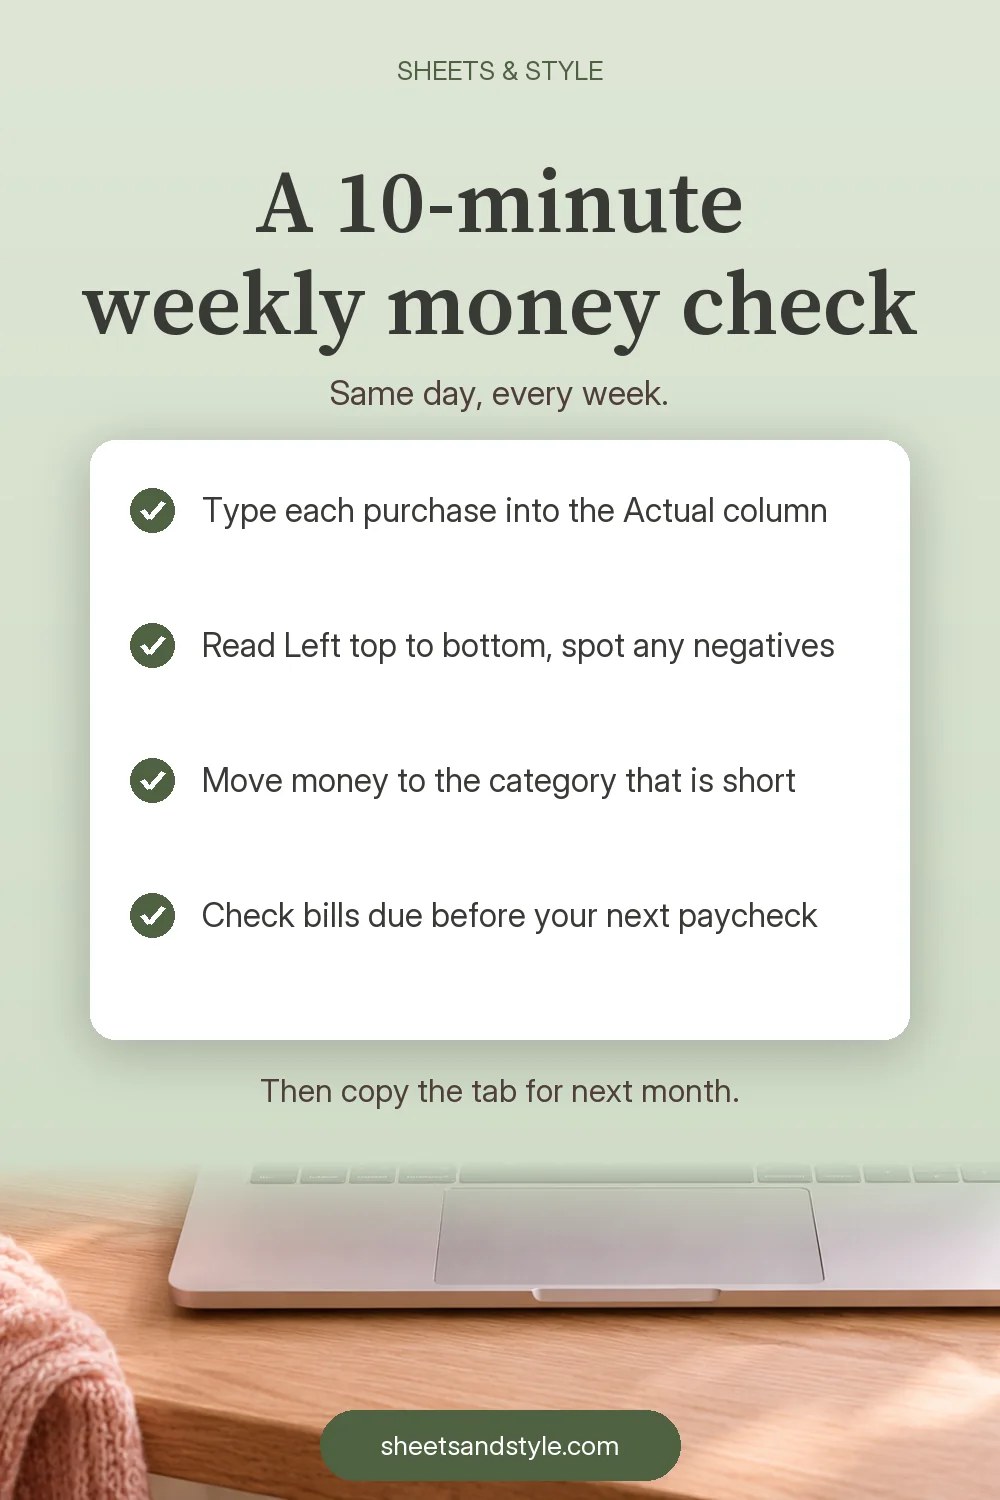 SHEETS & STYLE
A 10-minute
weekly money check
Same day, every week.
Type each purchase into the Actual column
Read Left top to bottom, spot any negatives
Move money to the category that is short
Check bills due before your next paycheck
Then copy the tab for next month.
sheetsandstyle.com